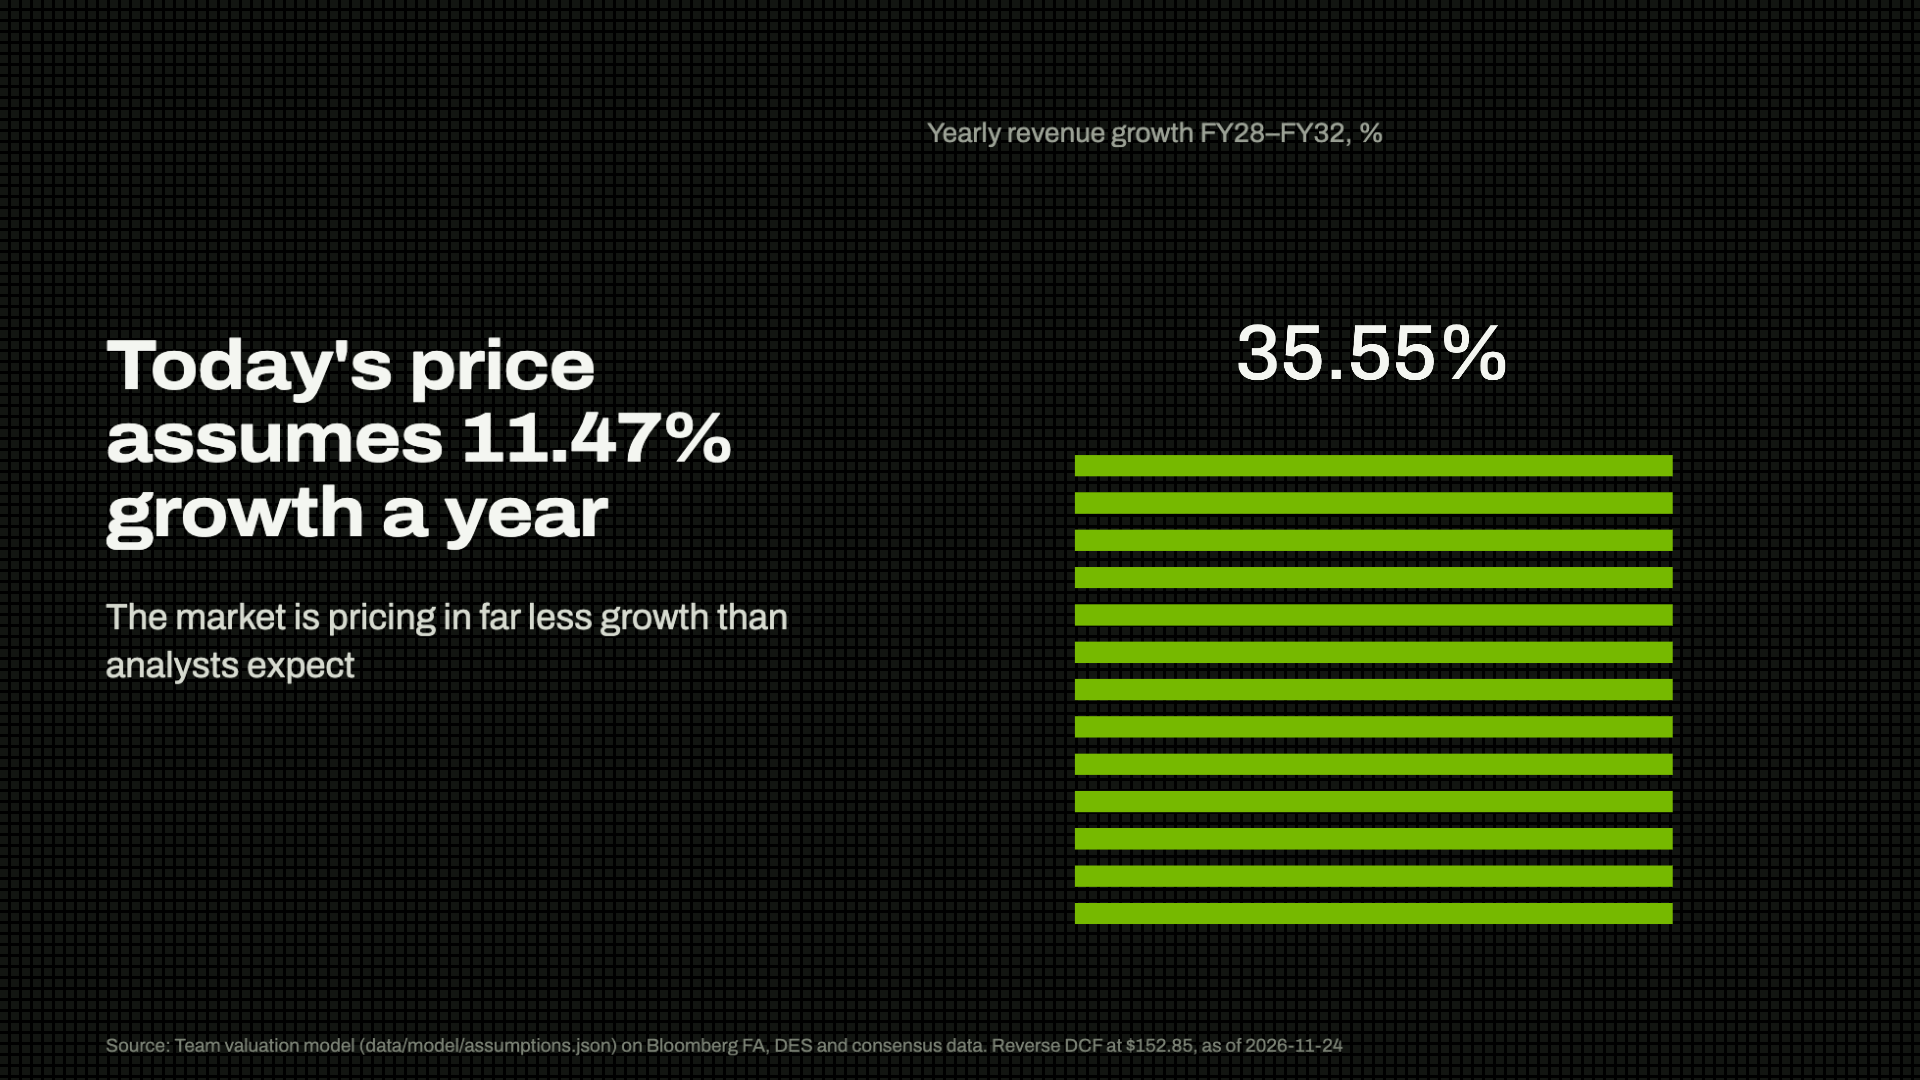 Yearly revenue growth FY28–FY32, %
35.55%
Today's price
assumes 11.47%
growth a year
The market is pricing in far less growth than
analysts expect
Source: Team valuation model (data/model/assumptions.json) on Bloomberg FA, DES and consensus data. Reverse DCF at $152.85, as of 2026-11-24